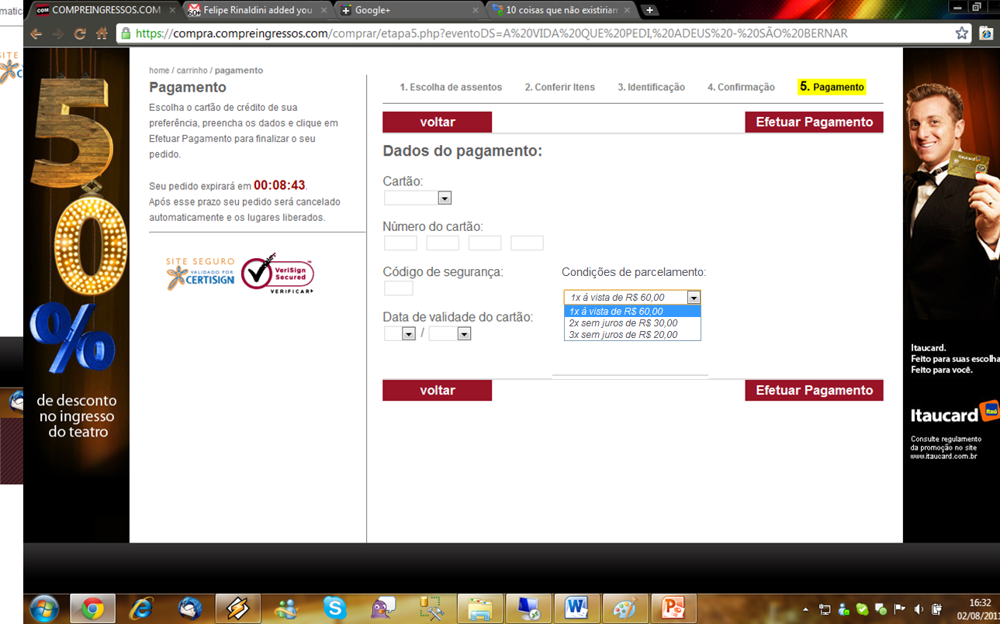 matic
COMPREINGRESSOS.COM
Felipe Rinaldini added you
Google+
10 coisas que não existiriam
https://compra.compreingressos.com/comprar/etapa5.php?eventoDS=A%20VIDA%20QUE%20PEDI,%20ADEUS%20-%20SÃO%20BERNAR
SITE
50%
de desconto
no ingresso
do teatro
home / carrinho / pagamento
Pagamento
Escolha o cartão de crédito de sua
preferência, preencha os dados e clique em
Efetuar Pagamento para finalizar o seu
pedido.
Seu pedido expirará em 00:08:43.
Após esse prazo seu pedido será cancelado
automaticamente e os lugares liberados.
SITE SEGURO
VALIDADO POR
CERTISIGN
VeriSign
Secured
VERIFICAR
1. Escolha de assentos 2. Conferir Itens 3. Identificação 4. Confirmação 5. Pagamento
voltar Efetuar Pagamento
Dados do pagamento:
Cartão:
Número do cartão:
Código de segurança:
Data de validade do cartão:
/
Condições de parcelamento:
1x à vista de R$ 60,00
1x à vista de R$ 60,00
2x sem juros de R$ 30,00
3x sem juros de R$ 20,00
voltar Efetuar Pagamento
Itaucard.
Feito para suas escolha
Feito para você.
Itaucard Itaú
Consulte regulamento
da promoção no site
www.itaucard.com.br
16:32
02/08/2011